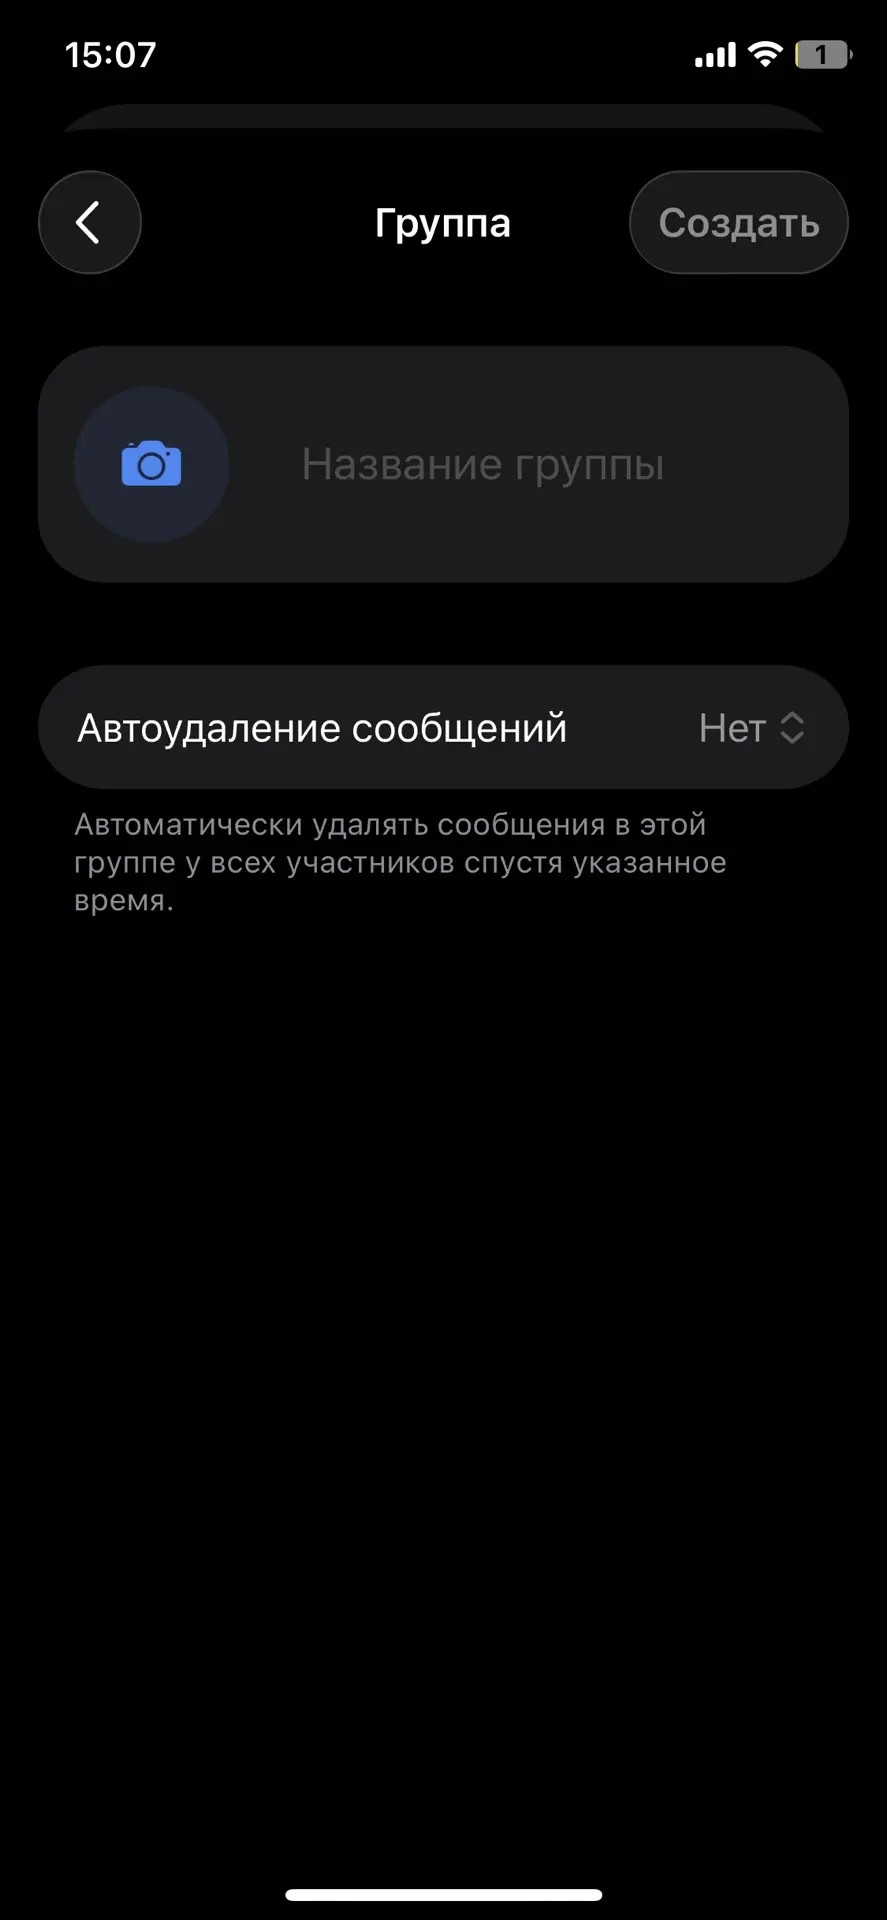 15:07
1
Группа
Создать
Название группы
Автоудаление сообщений
Нет
Автоматически удалять сообщения в этой
группе у всех участников спустя указанное
время.